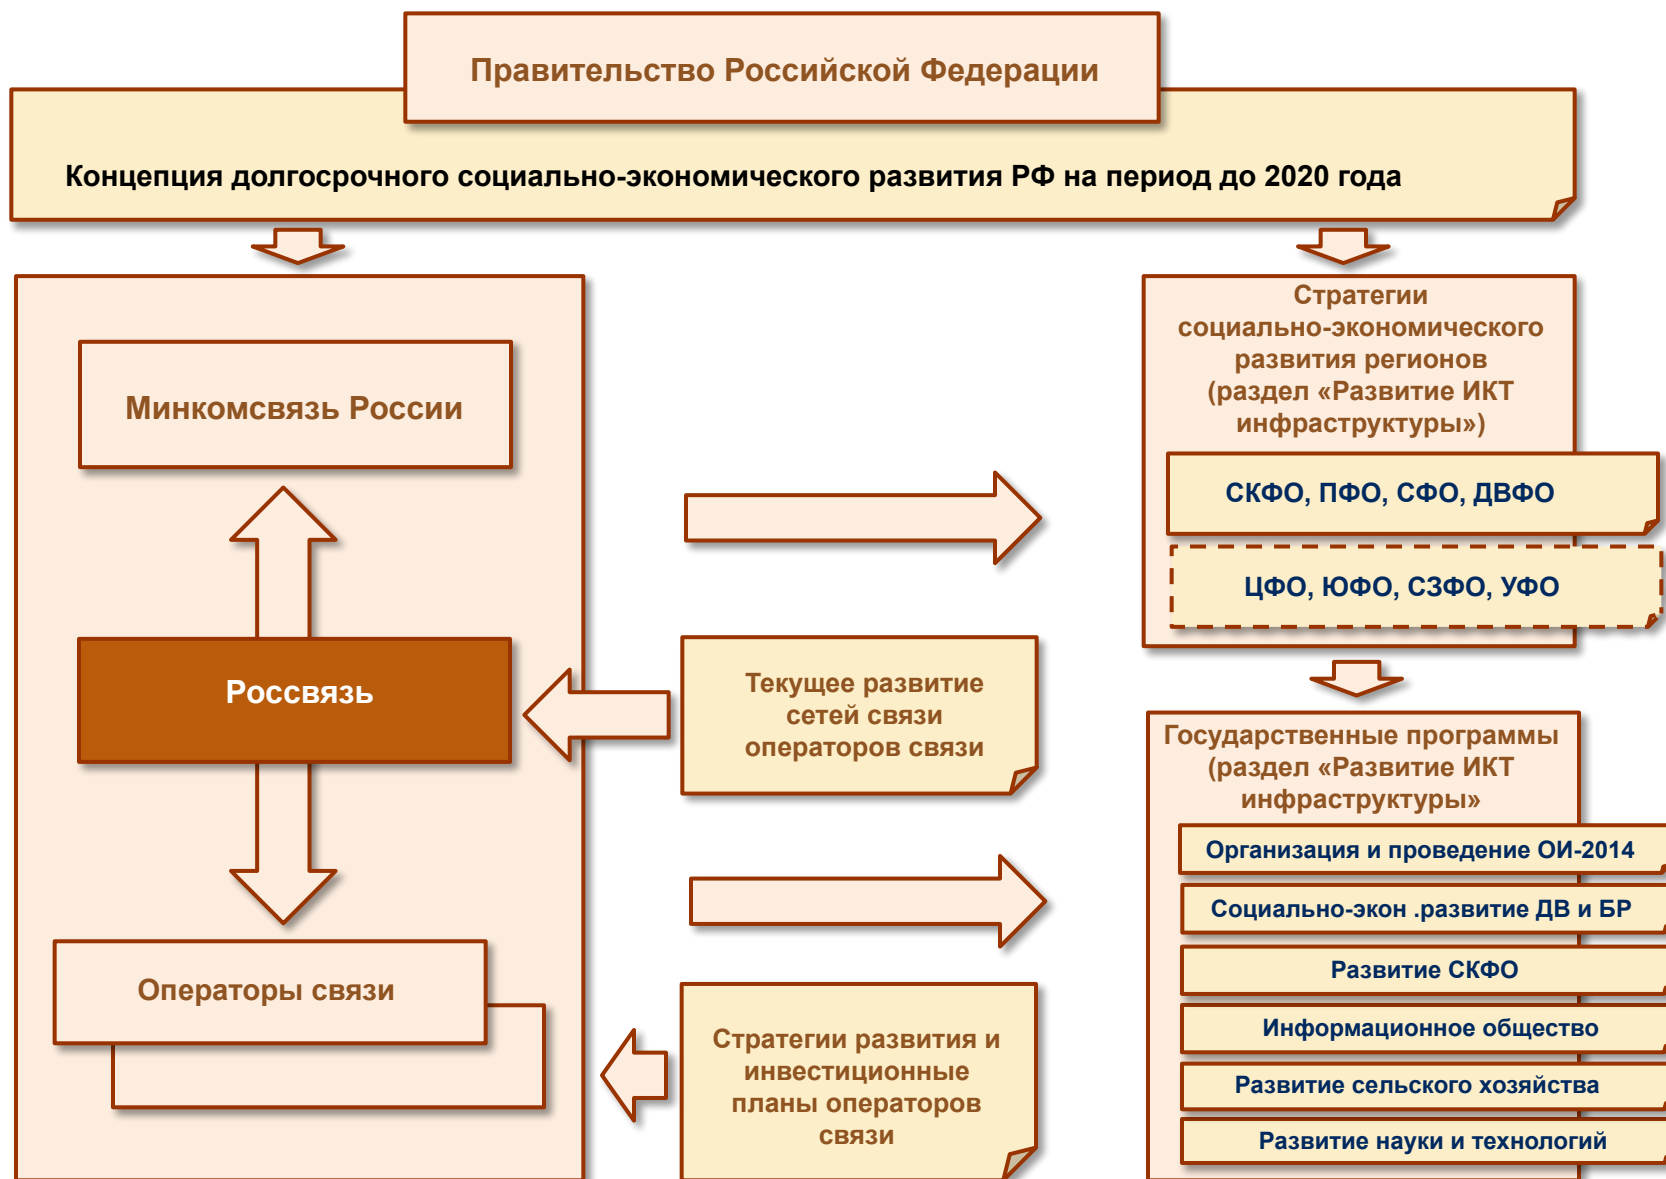 Правительство Российской Федерации
Концепция долгосрочного социально-экономического развития РФ на период до 2020 года
Минкомсвязь России
Россвязь
Операторы связи
Текущее развитие
сетей связи
операторов связи
Стратегии развития и
инвестиционные
планы операторов
связи
Стратегии
социально-экономического
развития регионов
(раздел «Развитие ИКТ
инфраструктуры»)
СКФО, ПФО, СФО, ДВФО
ЦФО, ЮФО, СЗФО, УФО
Государственные программы
(раздел «Развитие ИКТ
инфраструктуры»
Организация и проведение ОИ-2014
Социально-экон .развитие ДВ и БР
Развитие СКФО
Информационное общество
Развитие сельского хозяйства
Развитие науки и технологий